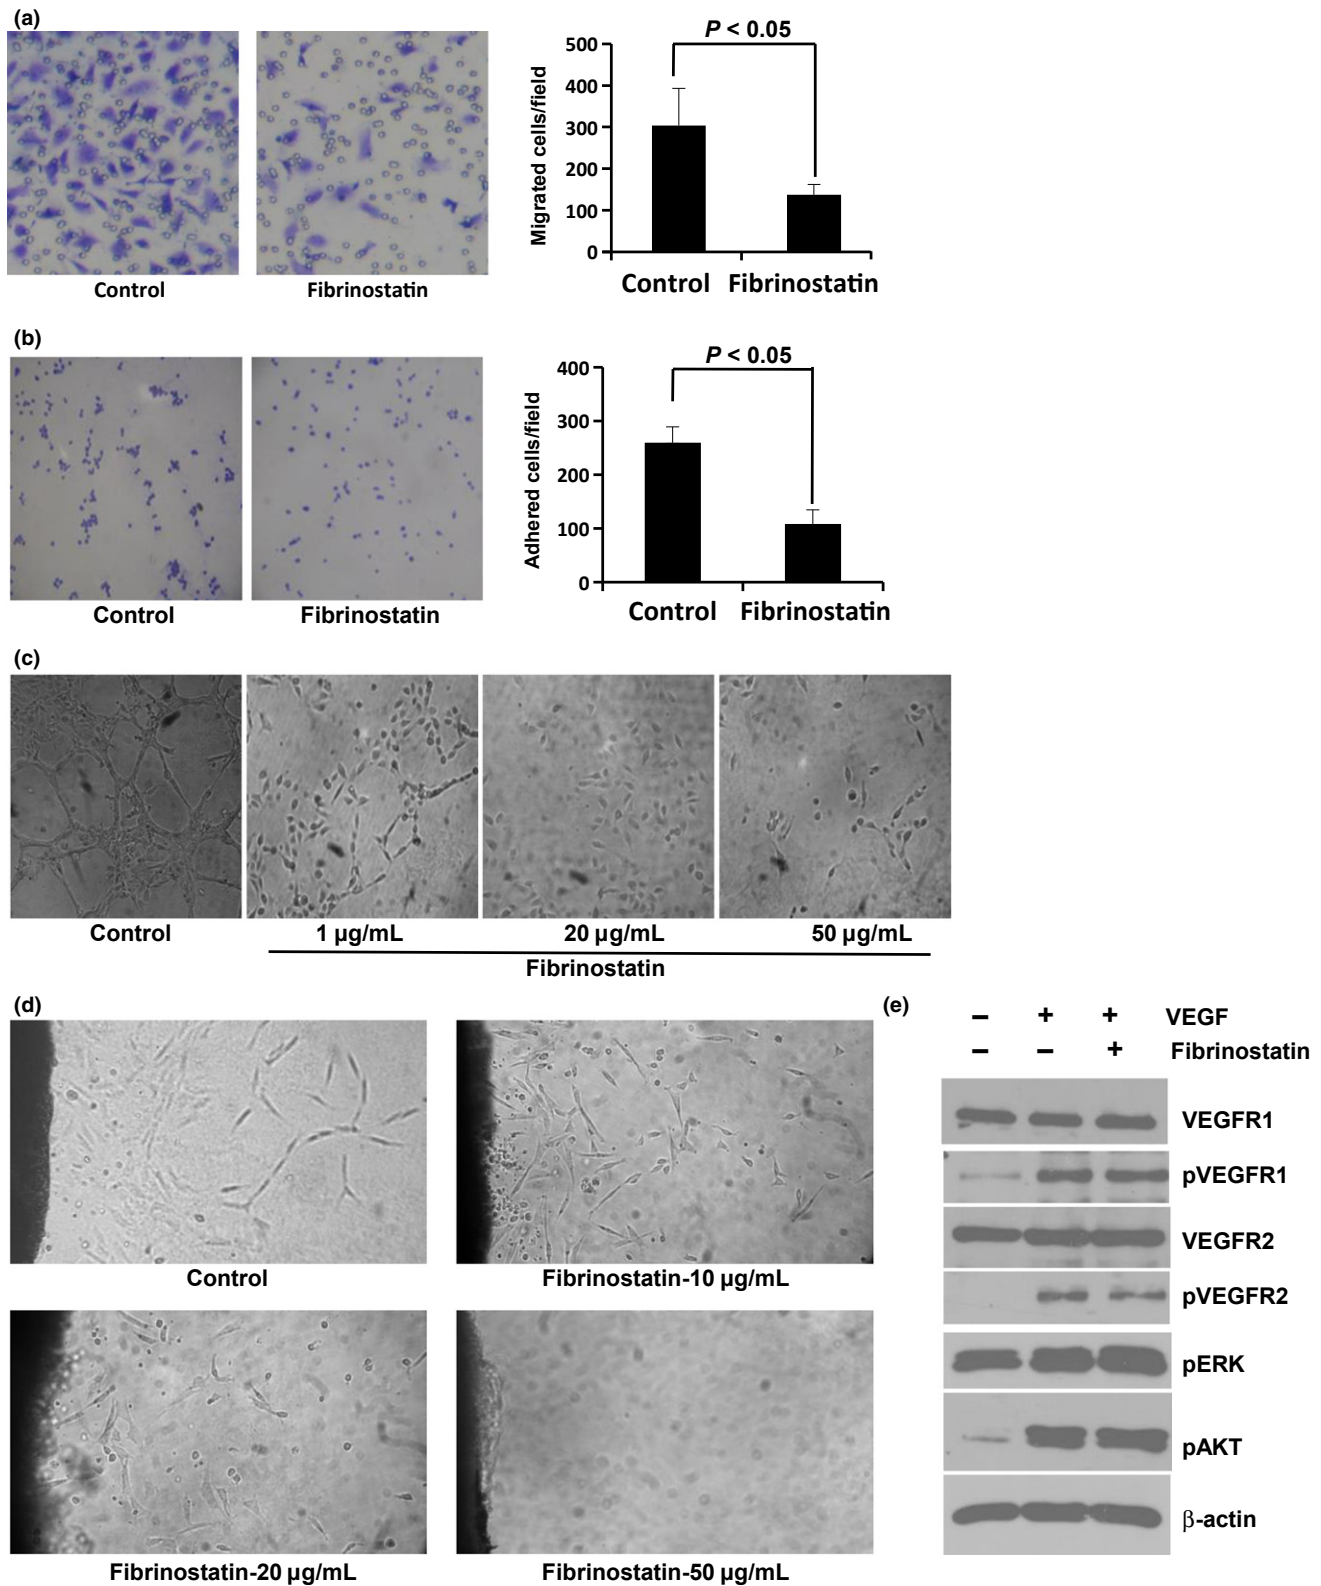 (a)
Control
Fibrinostatin
P < 0.05
Migrated cells/field
500
400
300
200
100
0
Control Fibrinostatin
(b)
Control
Fibrinostatin
P < 0.05
Adhered cells/field
400
300
200
100
0
Control Fibrinostatin
(c)
Control
1 µg/mL
20 µg/mL
50 µg/mL
Fibrinostatin
(d)
Control
Fibrinostatin-10 µg/mL
Fibrinostatin-20 µg/mL
Fibrinostatin-50 µg/mL
(e)
– + + VEGF
– – + Fibrinostatin
VEGFR1
pVEGFR1
VEGFR2
pVEGFR2
pERK
pAKT
β-actin